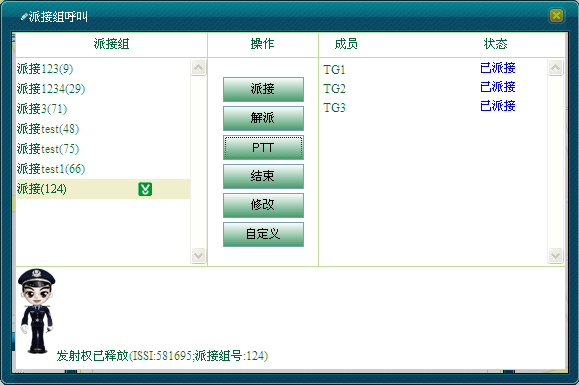 派接组呼叫
派接组 操作 成员 状态
派接123(9)
派接1234(29)
派接3(71)
派接test(48)
派接test(75)
派接test1(66)
派接(124)
派接
解派
PTT
结束
修改
自定义
TG1 已派接
TG2 已派接
TG3 已派接
发射权已释放(ISSI:581695;派接组号:124)